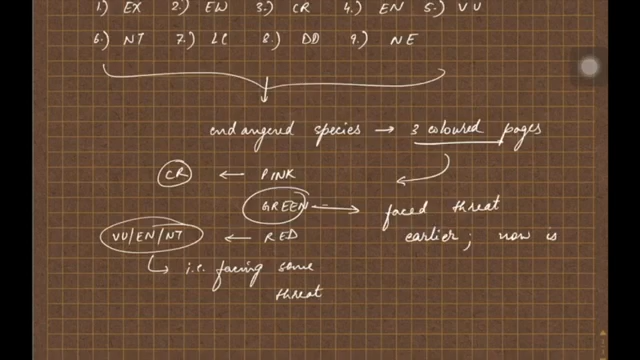 1.) EX 2.) EW 3.) CR 4.) EN 5.) VU
6.) NT 7.) LC 8.) DD 9.) NE
endangered species → 3 coloured pages
CR ← PINK
GREEN → faced threat
earlier; now is
VU/EN/NT ← RED
i.e. facing some
threat